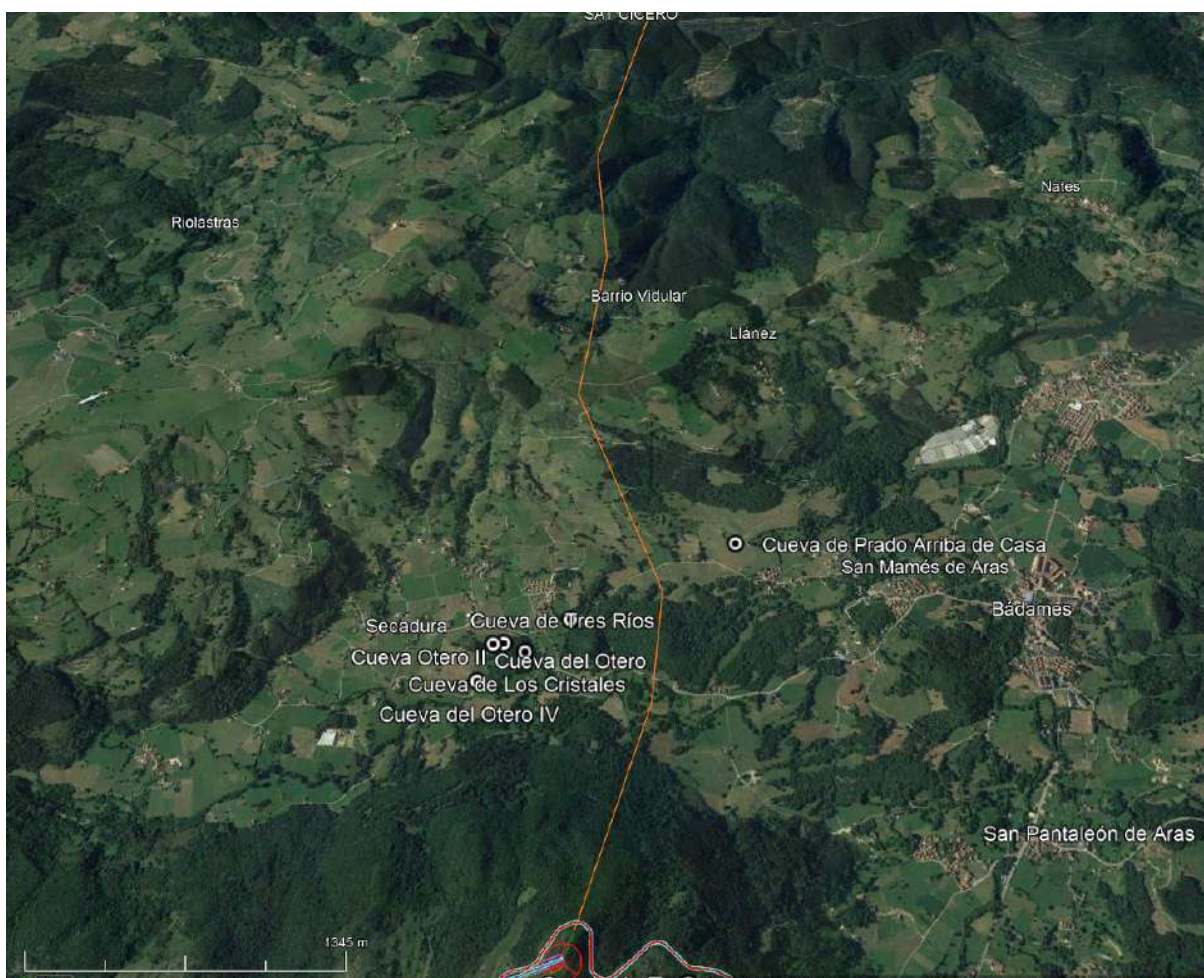 SAT CICERO
Nates
Riolastras
Barrio Vidular
Llánez
Cueva de Prado Arriba de Casa
San Mamés de Aras
Bádames
Cueva de Tres Ríos
Secadura
Cueva Otero II
Cueva del Otero
Cueva de Los Cristales
Cueva del Otero IV
San Pantaleón de Aras
1345 m